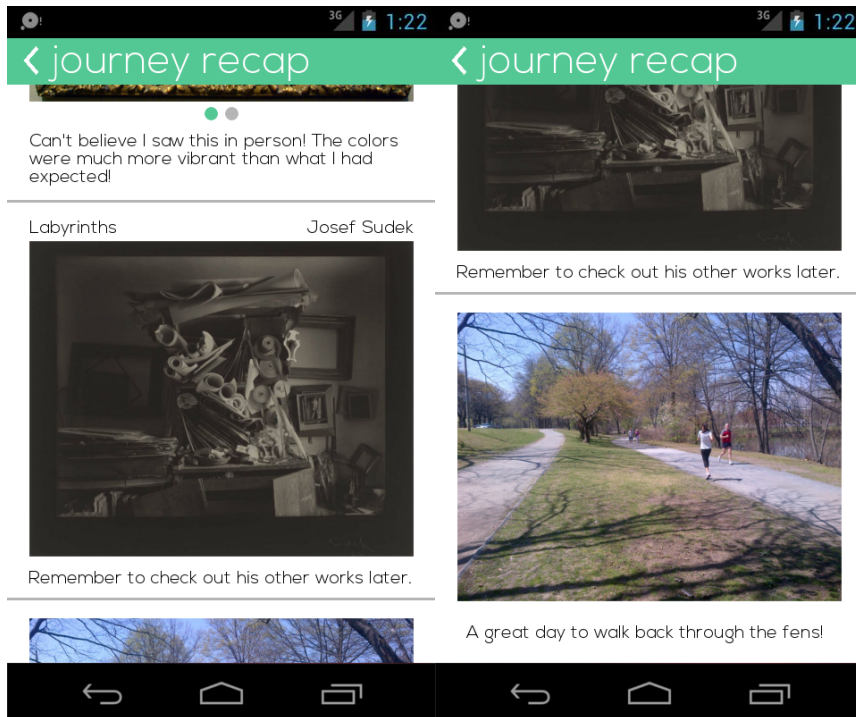 3G 1:22
journey recap
Can't believe I saw this in person! The colors
were much more vibrant than what I had
expected!
Labyrinths Josef Sudek
Remember to check out his other works later.
3G 1:22
journey recap
Remember to check out his other works later.
A great day to walk back through the fens!